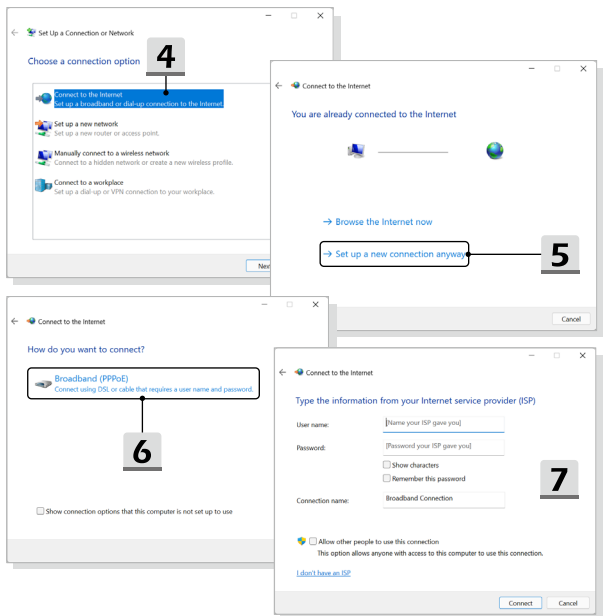 Set Up a Connection or Network
Choose a connection option
4
Connect to the Internet
Set up a broadband or dial-up connection to the Internet.
Set up a new network
Set up a new router or access point.
Manually connect to a wireless network
Connect to a hidden network or create a new wireless profile.
Connect to a workplace
Set up a dial-up or VPN connection to your workplace.
Connect to the Internet
You are already connected to the Internet
→ Browse the Internet now
→ Set up a new connection anyway
5
Cancel
Connect to the Internet
How do you want to connect?
Broadband (PPPoE)
Connect using DSL or cable that requires a user name and password.
6
Show connection options that this computer is not set up to use
Connect to the Internet
Type the information from your Internet service provider (ISP)
User name: [Name your ISP gave you]
Password: [Password your ISP gave you]
Show characters
Remember this password
7
Connection name: Broadband Connection
Allow other people to use this connection
This option allows anyone with access to this computer to use this connection.
I don't have an ISP
Connect Cancel